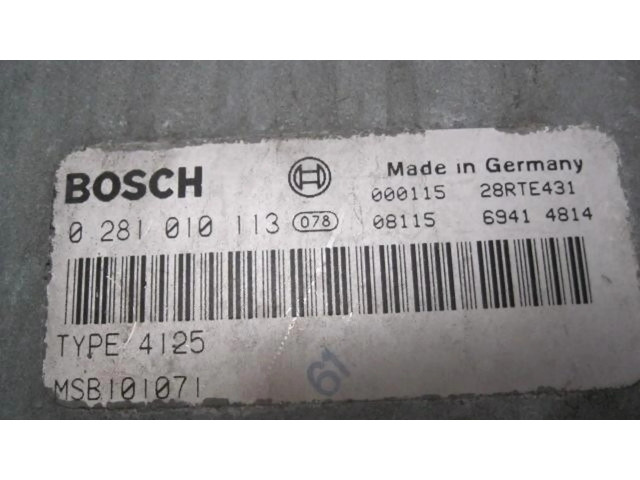 BOSCH
Made in Germany
000115 28RTE431
0 281 010 113 078 08115 6941 4814
TYPE 4125
MSB101071
61